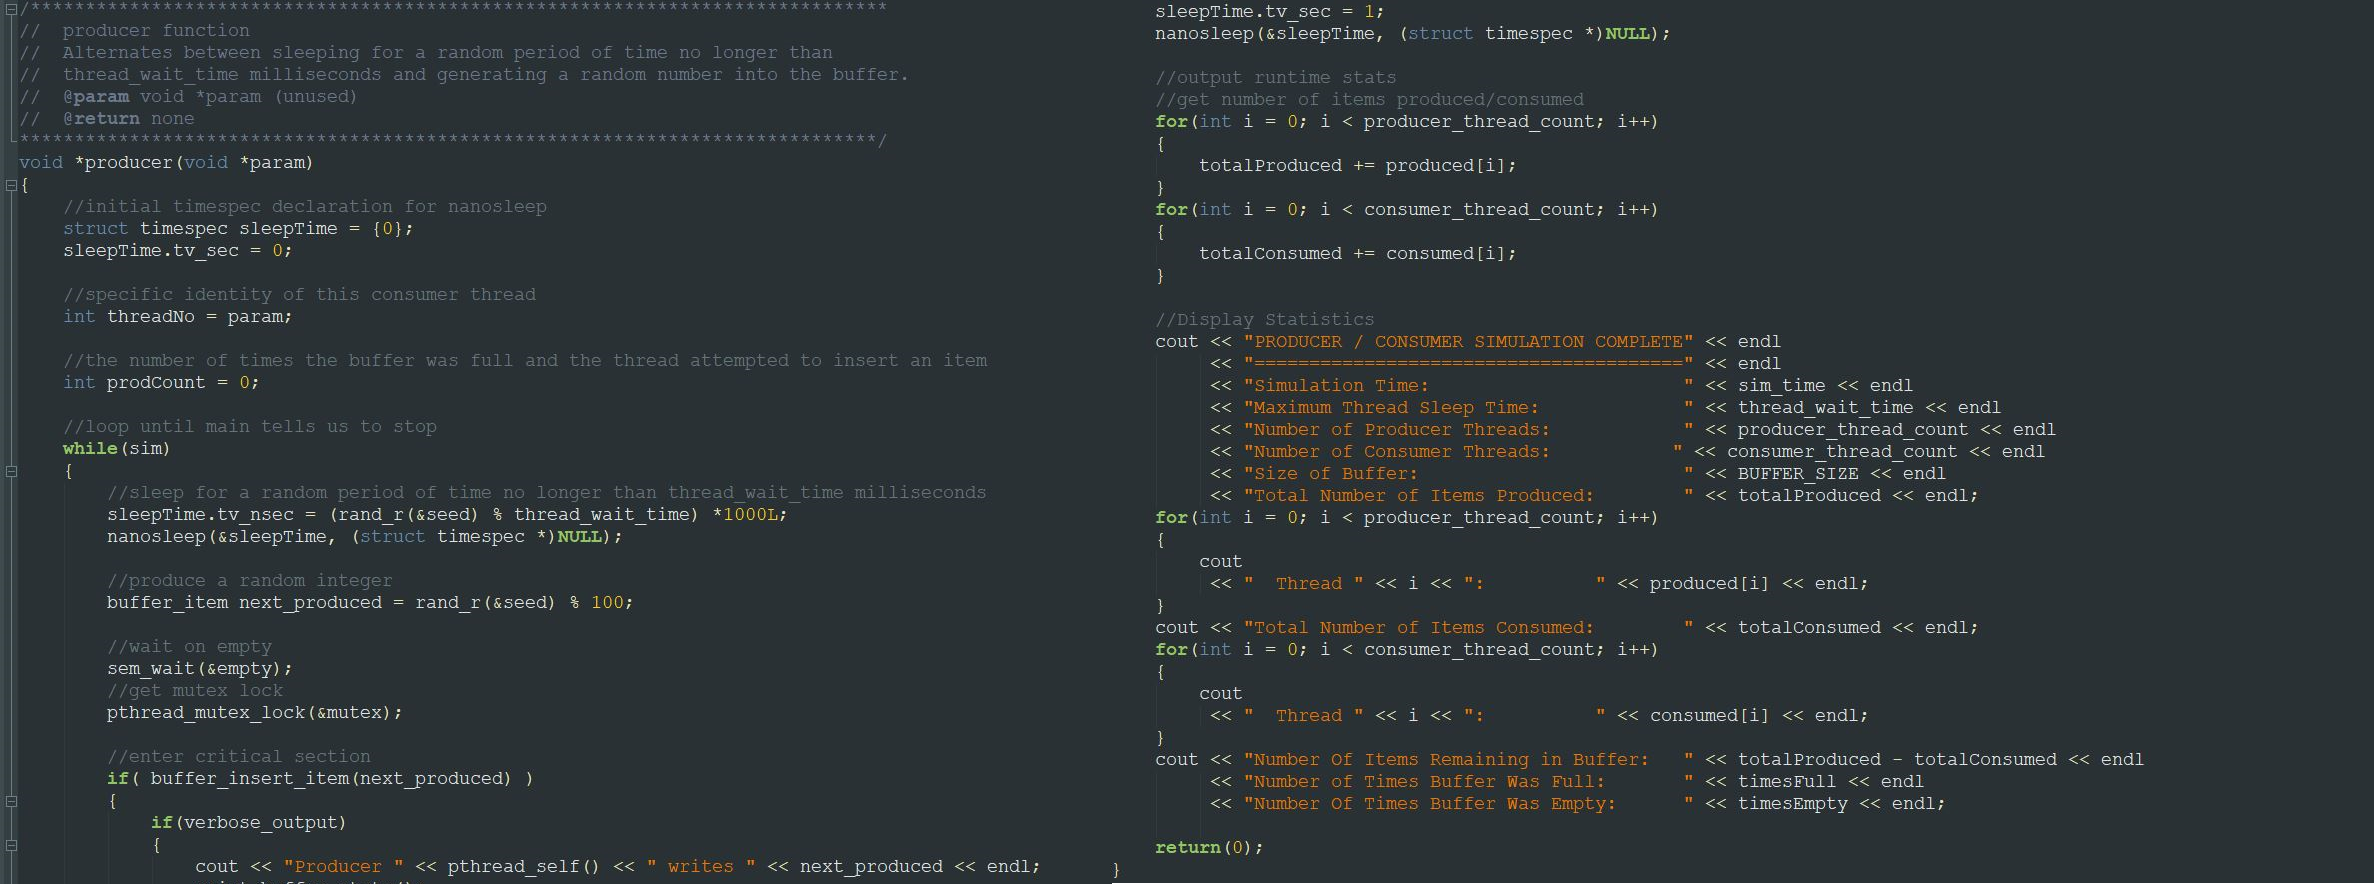 /*******************************************************************************
//  producer function
//  Alternates between sleeping for a random period of time no longer than
//  thread_wait_time milliseconds and generating a random number into the buffer.
//  @param void *param (unused)
//  @return none
*******************************************************************************/
void *producer(void *param)
{
    //initial timespec declaration for nanosleep
    struct timespec sleepTime = {0};
    sleepTime.tv_sec = 0;

    //specific identity of this consumer thread
    int threadNo = param;

    //the number of times the buffer was full and the thread attempted to insert an item
    int prodCount = 0;

    //loop until main tells us to stop
    while(sim)
    {
        //sleep for a random period of time no longer than thread_wait_time milliseconds
        sleepTime.tv_nsec = (rand_r(&seed) % thread_wait_time) *1000L;
        nanosleep(&sleepTime, (struct timespec *)NULL);

        //produce a random integer
        buffer_item next_produced = rand_r(&seed) % 100;

        //wait on empty
        sem_wait(&empty);
        //get mutex lock
        pthread_mutex_lock(&mutex);

        //enter critical section
        if( buffer_insert_item(next_produced) )
        {
            if(verbose_output)
            {
                cout << "Producer " << pthread_self() << " writes " << next_produced << endl;
    sleepTime.tv_sec = 1;
    nanosleep(&sleepTime, (struct timespec *)NULL);

    //output runtime stats
    //get number of items produced/consumed
    for(int i = 0; i < producer_thread_count; i++)
    {
        totalProduced += produced[i];
    }
    for(int i = 0; i < consumer_thread_count; i++)
    {
        totalConsumed += consumed[i];
    }

    //Display Statistics
    cout << "PRODUCER / CONSUMER SIMULATION COMPLETE" << endl
         << "=======================================" << endl
         << "Simulation Time:                       " << sim_time << endl
         << "Maximum Thread Sleep Time:             " << thread_wait_time << endl
         << "Number of Producer Threads:            " << producer_thread_count << endl
         << "Number of Consumer Threads:           " << consumer_thread_count << endl
         << "Size of Buffer:                        " << BUFFER_SIZE << endl
         << "Total Number of Items Produced:        " << totalProduced << endl;
    for(int i = 0; i < producer_thread_count; i++)
    {
        cout
         << "  Thread " << i << ":          " << produced[i] << endl;
    }
    cout << "Total Number of Items Consumed:        " << totalConsumed << endl;
    for(int i = 0; i < consumer_thread_count; i++)
    {
        cout
         << "  Thread " << i << ":          " << consumed[i] << endl;
    }
    cout << "Number Of Items Remaining in Buffer:   " << totalProduced - totalConsumed << endl
         << "Number of Times Buffer Was Full:       " << timesFull << endl
         << "Number Of Times Buffer Was Empty:      " << timesEmpty << endl;

    return(0);
}